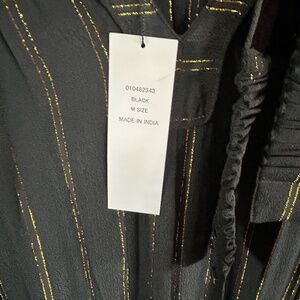 010482343
BLACK
M SIZE
MADE IN INDIA